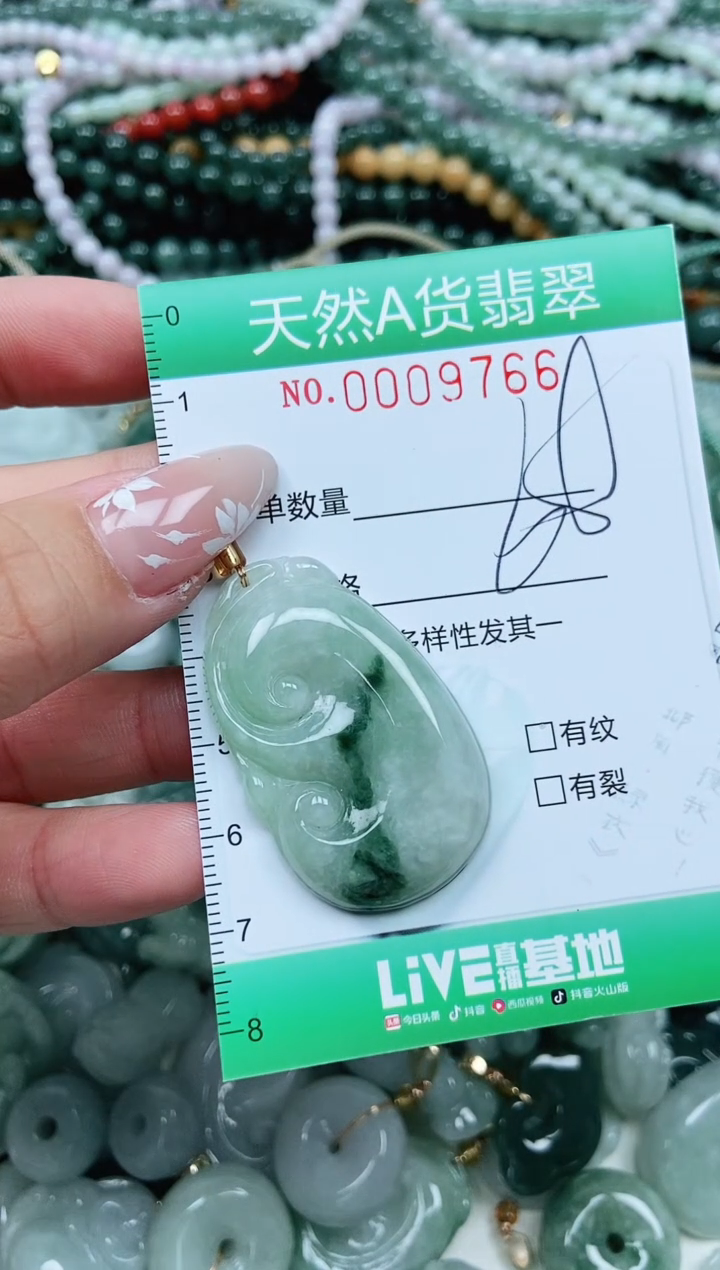 天然A货翡翠
NO.0009766
0
1
单数量
多样性发其一
5
□有纹
□有裂
6
7
LiVE直播基地
头条 今日头条 抖音 西瓜视频 抖音火山版
8